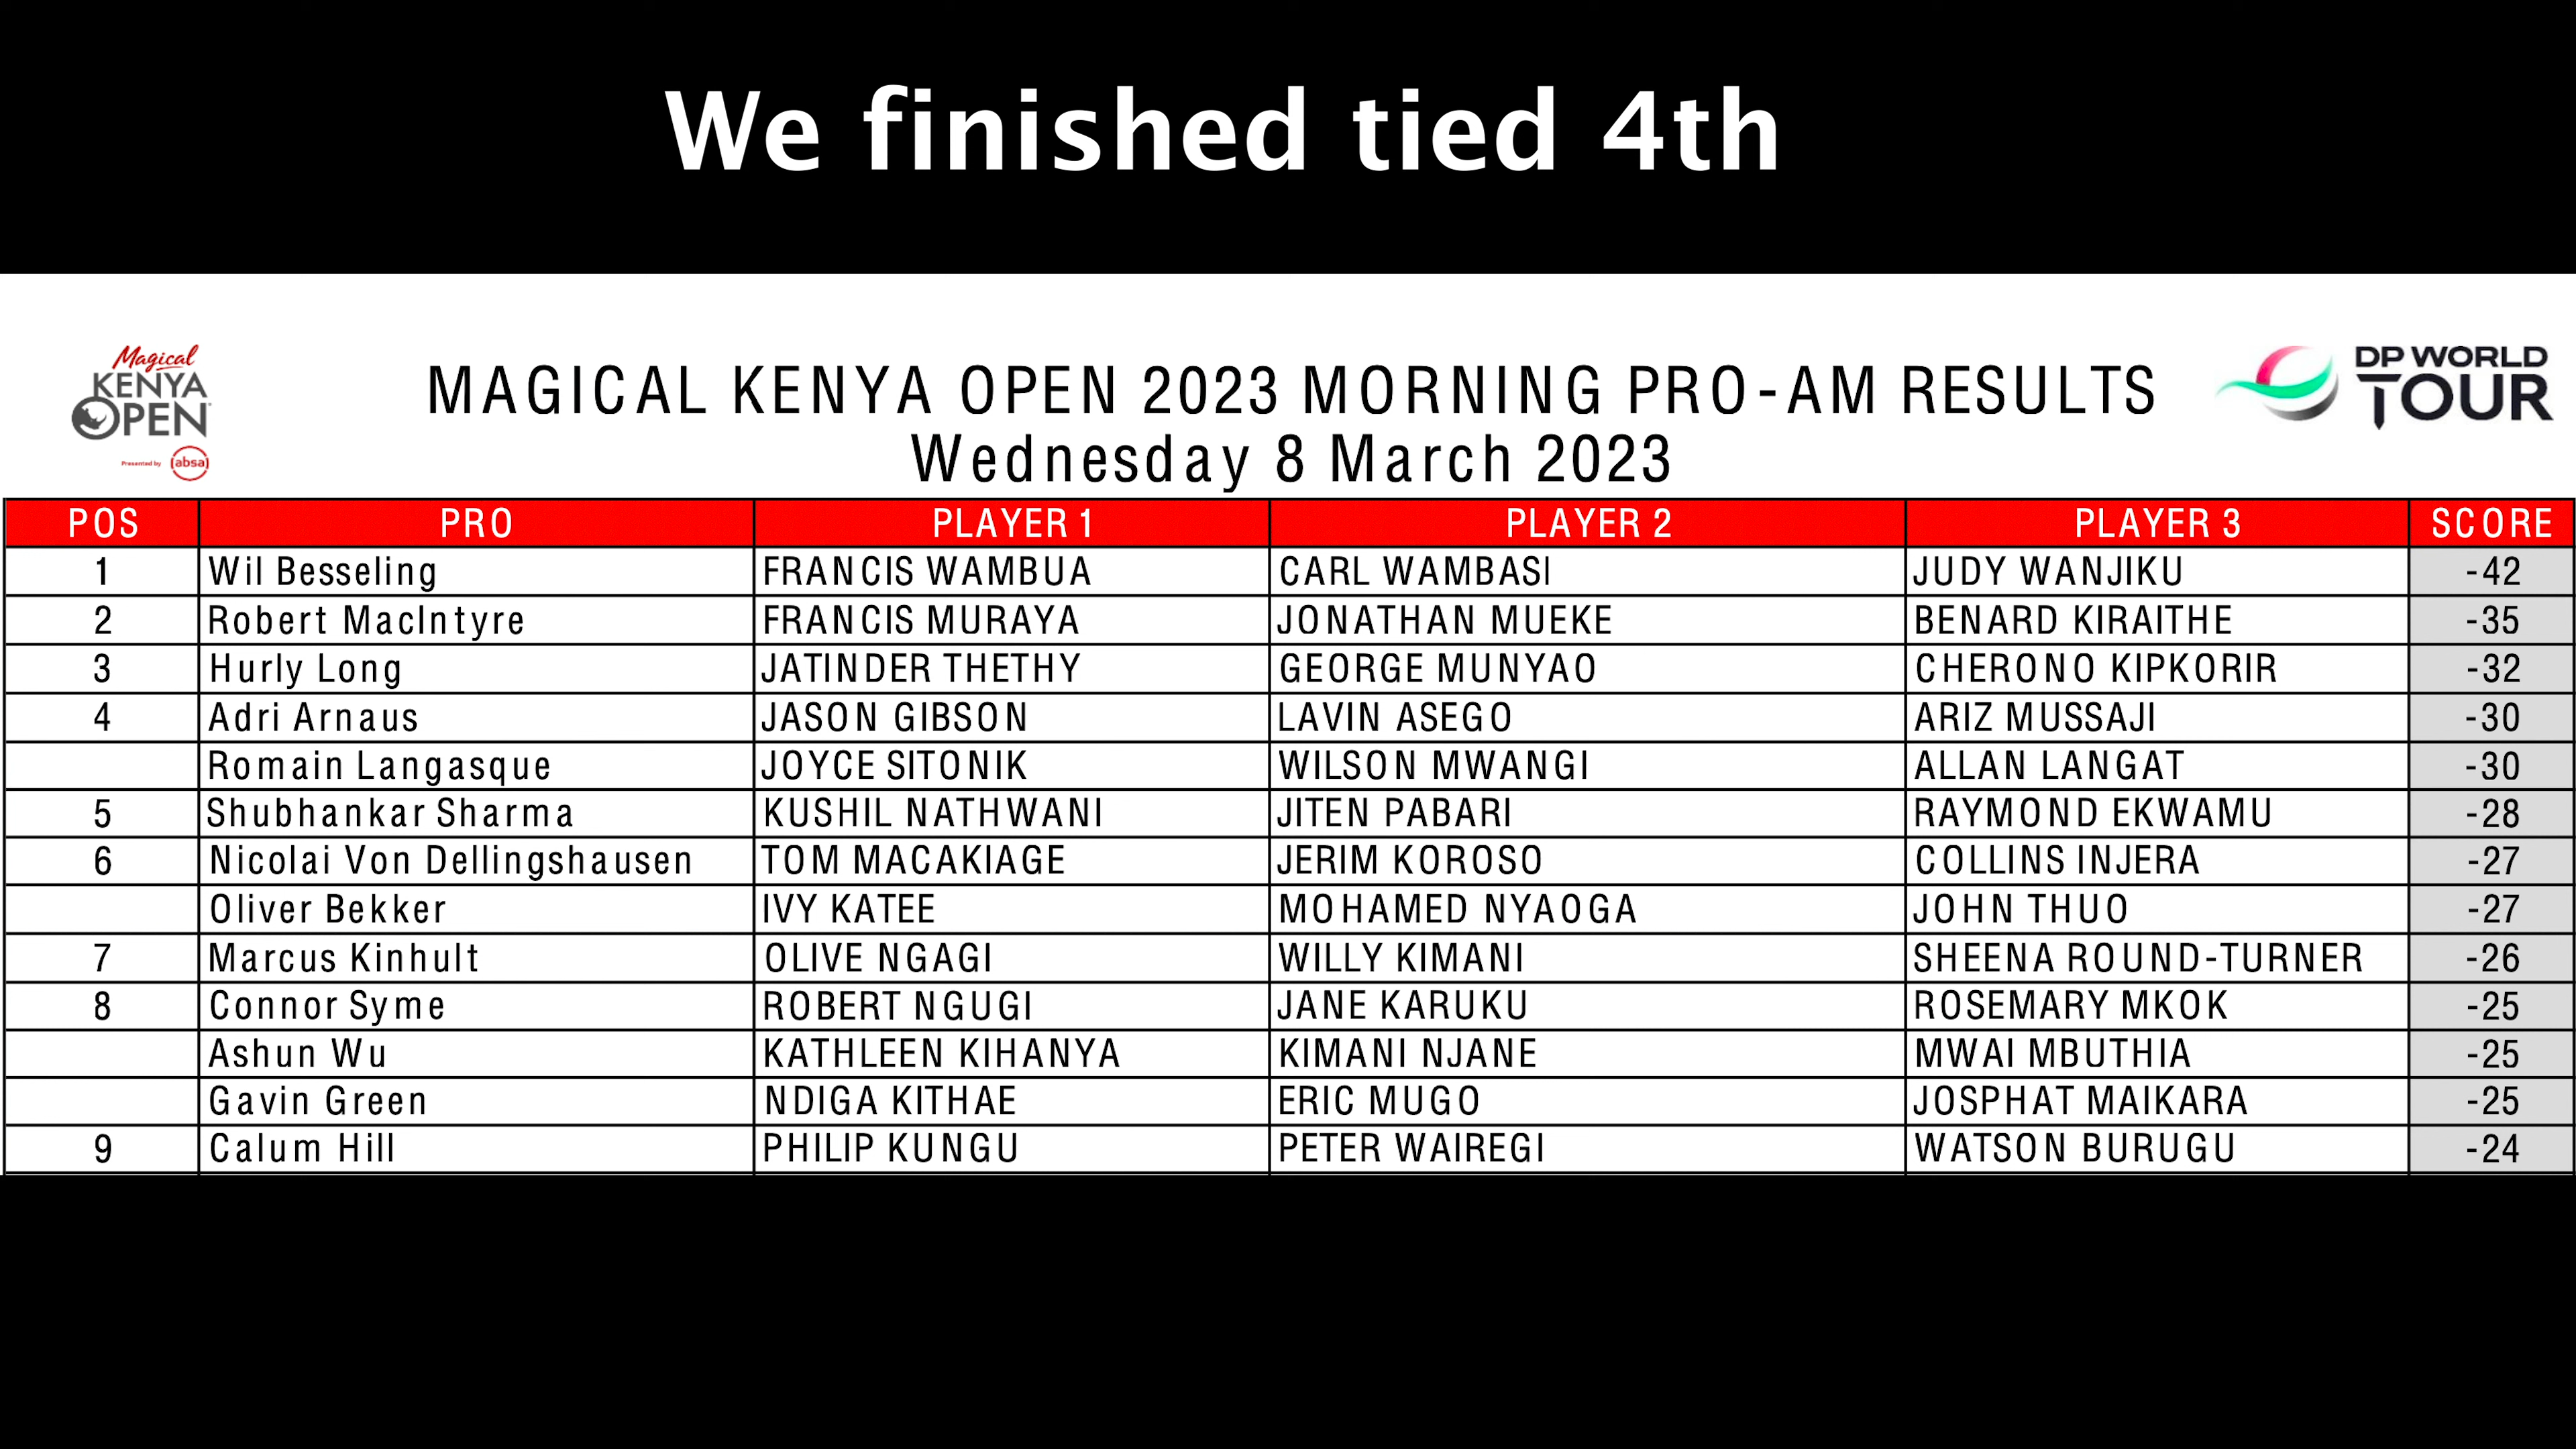 We finished tied 4th
Magical
KENYA
OPEN
Presented by absa
MAGICAL KENYA OPEN 2023 MORNING PRO-AM RESULTS
Wednesday 8 March 2023
DP WORLD
TOUR
POS PRO PLAYER 1 PLAYER 2 PLAYER 3 SCORE
1 Wil Besseling FRANCIS WAMBUA CARL WAMBASI JUDY WANJIKU -42
2 Robert MacIntyre FRANCIS MURAYA JONATHAN MUEKE BENARD KIRAITHE -35
3 Hurly Long JATINDER THETHY GEORGE MUNYAO CHERONO KIPKORIR -32
4 Adri Arnaus JASON GIBSON LAVIN ASEGO ARIZ MUSSAJI -30
Romain Langasque JOYCE SITONIK WILSON MWANGI ALLAN LANGAT -30
5 Shubhankar Sharma KUSHIL NATHWANI JITEN PABARI RAYMOND EKWAMU -28
6 Nicolai Von Dellingshausen TOM MACAKIAGE JERIM KOROSO COLLINS INJERA -27
Oliver Bekker IVY KATEE MOHAMED NYAOGA JOHN THUO -27
7 Marcus Kinhult OLIVE NGAGI WILLY KIMANI SHEENA ROUND-TURNER -26
8 Connor Syme ROBERT NGUGI JANE KARUKU ROSEMARY MKOK -25
Ashun Wu KATHLEEN KIHANYA KIMANI NJANE MWAI MBUTHIA -25
Gavin Green NDIGA KITHAE ERIC MUGO JOSPHAT MAIKARA -25
9 Calum Hill PHILIP KUNGU PETER WAIREGI WATSON BURUGU -24